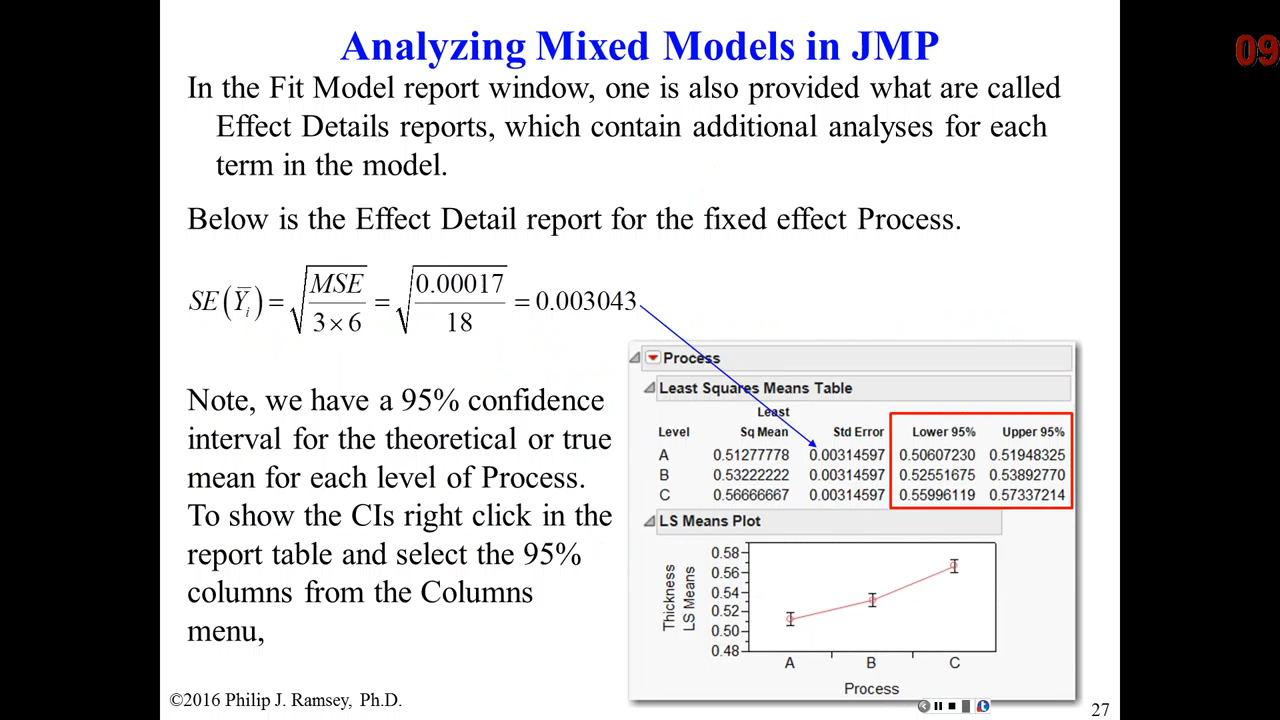 Analyzing Mixed Models in JMP
09
In the Fit Model report window, one is also provided what are called
Effect Details reports, which contain additional analyses for each
term in the model.
Below is the Effect Detail report for the fixed effect Process.
SE(Ȳᵢ) = √(MSE / 3 × 6) = √(0.00017 / 18) = 0.003043
Note, we have a 95% confidence
interval for the theoretical or true
mean for each level of Process.
To show the CIs right click in the
report table and select the 95%
columns from the Columns
menu,
Process
Least Squares Means Table
Least
Level Sq Mean Std Error Lower 95% Upper 95%
A 0.51277778 0.00314597 0.50607230 0.51948325
B 0.53222222 0.00314597 0.52551675 0.53892770
C 0.56666667 0.00314597 0.55996119 0.57337214
LS Means Plot
Thickness
LS Means
0.58
0.56
0.54
0.52
0.50
0.48
A B C
Process
©2016 Philip J. Ramsey, Ph.D.
27